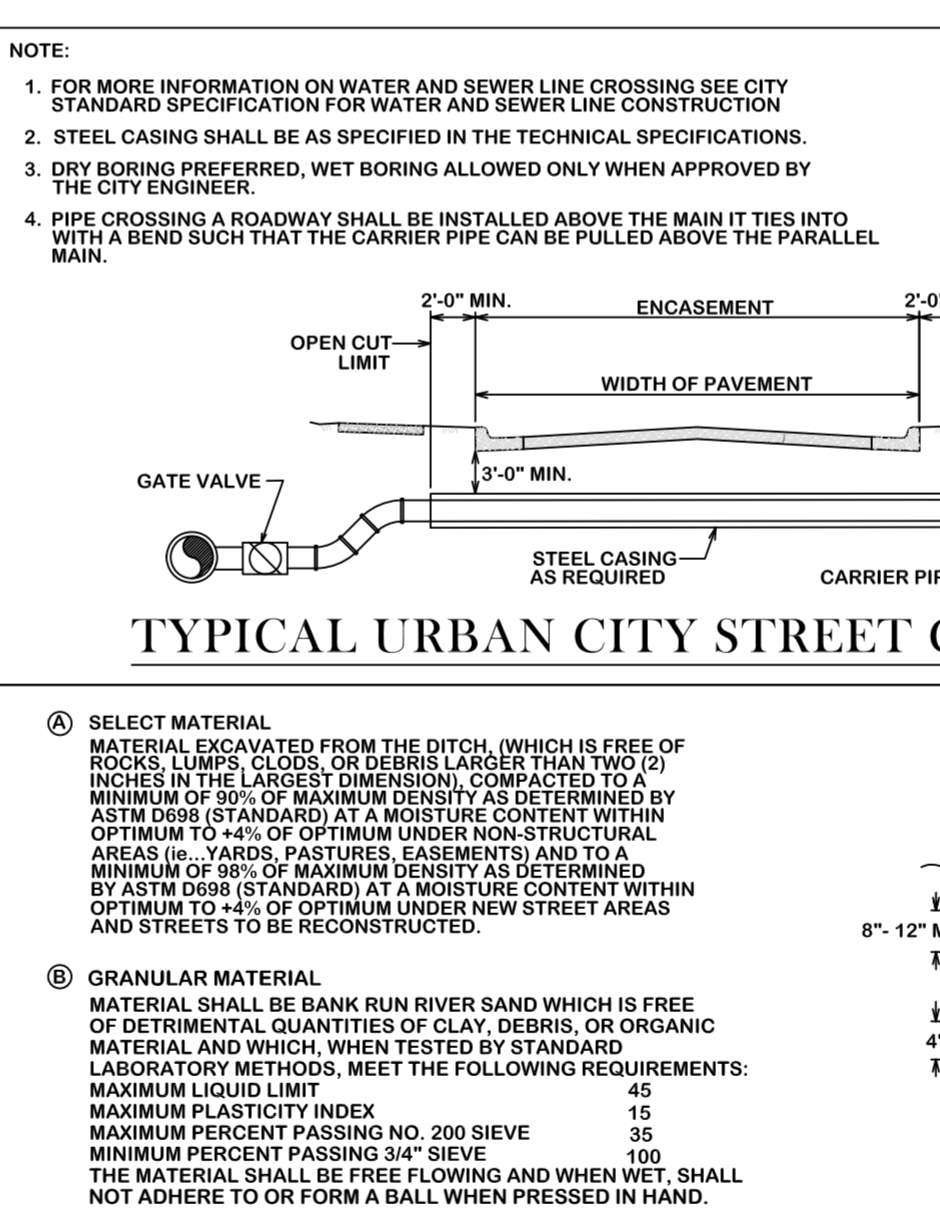 NOTE:
1. FOR MORE INFORMATION ON WATER AND SEWER LINE CROSSING SEE CITY
STANDARD SPECIFICATION FOR WATER AND SEWER LINE CONSTRUCTION
2. STEEL CASING SHALL BE AS SPECIFIED IN THE TECHNICAL SPECIFICATIONS.
3. DRY BORING PREFERRED, WET BORING ALLOWED ONLY WHEN APPROVED BY
THE CITY ENGINEER.
4. PIPE CROSSING A ROADWAY SHALL BE INSTALLED ABOVE THE MAIN IT TIES INTO
WITH A BEND SUCH THAT THE CARRIER PIPE CAN BE PULLED ABOVE THE PARALLEL
MAIN.
2'-0" MIN.
ENCASEMENT
2'-0'
OPEN CUT
LIMIT
WIDTH OF PAVEMENT
3'-0" MIN.
GATE VALVE
STEEL CASING
AS REQUIRED
CARRIER
TYPICAL URBAN CITY STREET
A SELECT MATERIAL
MATERIAL EXCAVATED FROM THE DITCH, (WHICH IS FREE OF
ROCKS, LUMPS, CLODS, OR DEBRIS LARGER THAN TWO (2)
INCHES IN THE LARGEST DIMENSION), COMPACTED TO A
MINIMUM OF 90% OF MAXIMUM DENSITY AS DETERMINED BY
ASTM D698 (STANDARD) AT A MOISTURE CONTENT WITHIN
OPTIMUM TO +4% OF OPTIMUM UNDER NON-STRUCTURAL
AREAS (ie...YARDS, PASTURES, EASEMENTS) AND TO A
MINIMUM OF 98% OF MAXIMUM DENSITY AS DETERMINED
BY ASTM D698 (STANDARD) AT A MOISTURE CONTENT WITHIN
OPTIMUM TO +4% OF OPTIMUM UNDER NEW STREET AREAS
AND STREETS TO BE RECONSTRUCTED.
8"- 12"
4'
B GRANULAR MATERIAL
MATERIAL SHALL BE BANK RUN RIVER SAND WHICH IS FREE
OF DETRIMENTAL QUANTITIES OF CLAY, DEBRIS, OR ORGANIC
MATERIAL AND WHICH, WHEN TESTED BY STANDARD
LABORATORY METHODS, MEET THE FOLLOWING REQUIREMENTS:
MAXIMUM LIQUID LIMIT 45
MAXIMUM PLASTICITY INDEX 15
MAXIMUM PERCENT PASSING NO. 200 SIEVE 35
MINIMUM PERCENT PASSING 3/4" SIEVE 100
THE MATERIAL SHALL BE FREE FLOWING AND WHEN WET, SHALL
NOT ADHERE TO OR FORM A BALL WHEN PRESSED IN HAND.